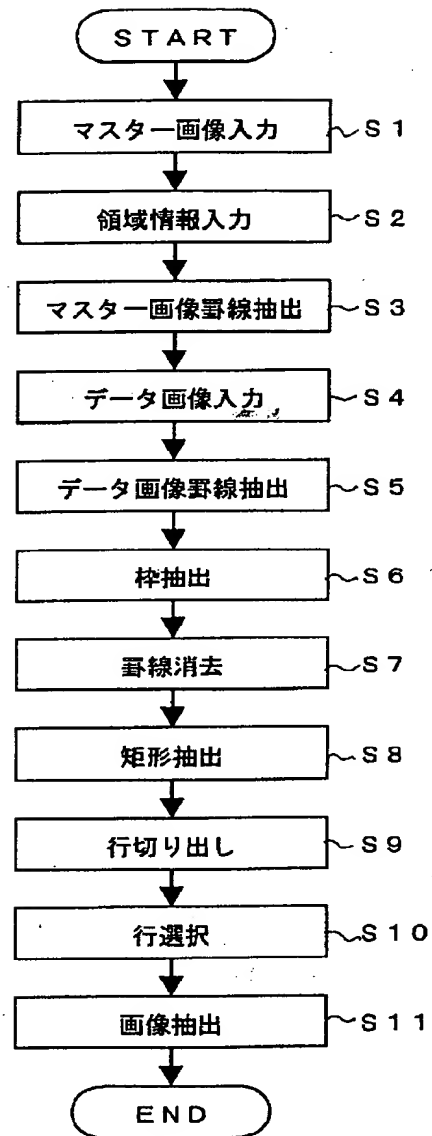 START
マスター画像入力 S1
領域情報入力 S2
マスター画像罫線抽出 S3
データ画像入力 S4
データ画像罫線抽出 S5
枠抽出 S6
罫線消去 S7
矩形抽出 S8
行切り出し S9
行選択 S10
画像抽出 S11
END